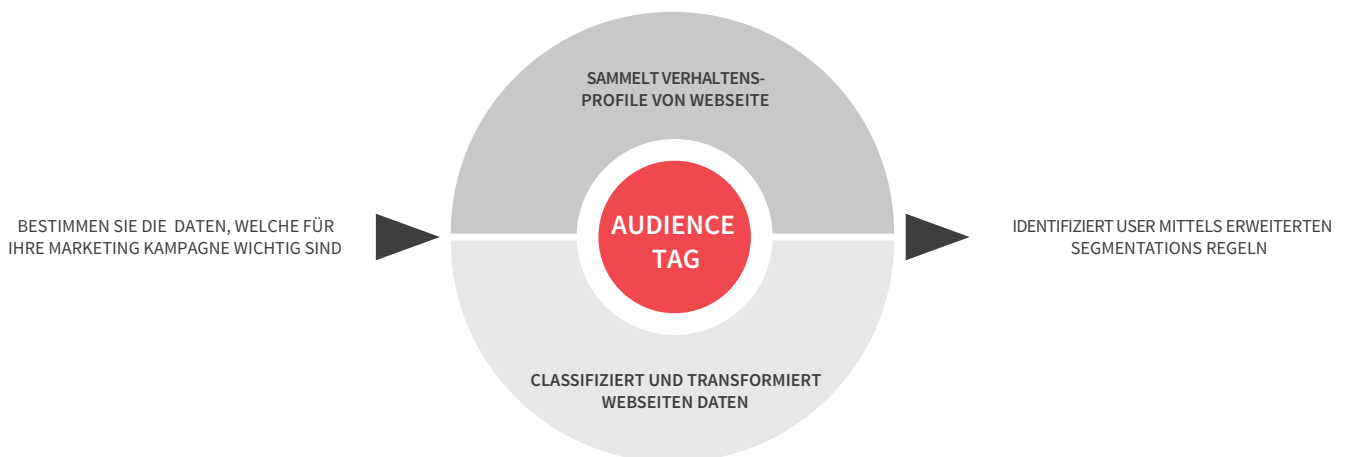 SAMMELT VERHALTENS-
PROFILE VON WEBSEITE
BESTIMMEN SIE DIE DATEN, WELCHE FÜR
IHRE MARKETING KAMPAGNE WICHTIG SIND
AUDIENCE
TAG
IDENTIFIZIERT USER MITTELS ERWEITERTEN
SEGMENTATIONS REGELN
CLASSIFIZIERT UND TRANSFORMIERT
WEBSEITEN DATEN